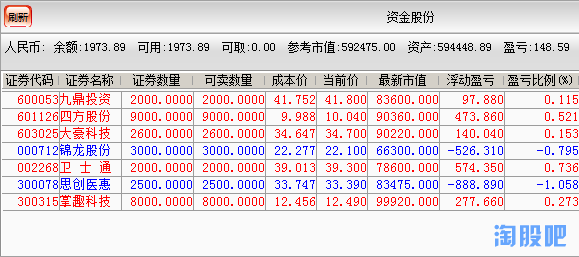 刷新 资金股份
人民币: 余额:1973.89 可用:1973.89 可取:0.00 参考市值:592475.00 资产:594448.89 盈亏:148.59
证券代码 证券名称 证券数量 可卖数量 成本价 当前价 最新市值 浮动盈亏 盈亏比例(%)
600053 九鼎投资 2000.0000 2000.0000 41.752 41.800 83600.000 97.880 0.115
601126 四方股份 9000.0000 9000.0000 9.988 10.040 90360.000 473.860 0.521
603025 大豪科技 2600.0000 2600.0000 34.647 34.700 90220.000 140.040 0.153
000712 锦龙股份 3000.0000 3000.0000 22.277 22.100 66300.000 -526.310 -0.795
002268 卫 士 通 2000.0000 2000.0000 39.013 39.300 78600.000 574.350 0.736
300078 思创医惠 2500.0000 2500.0000 33.747 33.390 83475.000 -888.890 -1.058
300315 掌趣科技 8000.0000 8000.0000 12.456 12.490 99920.000 277.660 0.273
淘股吧